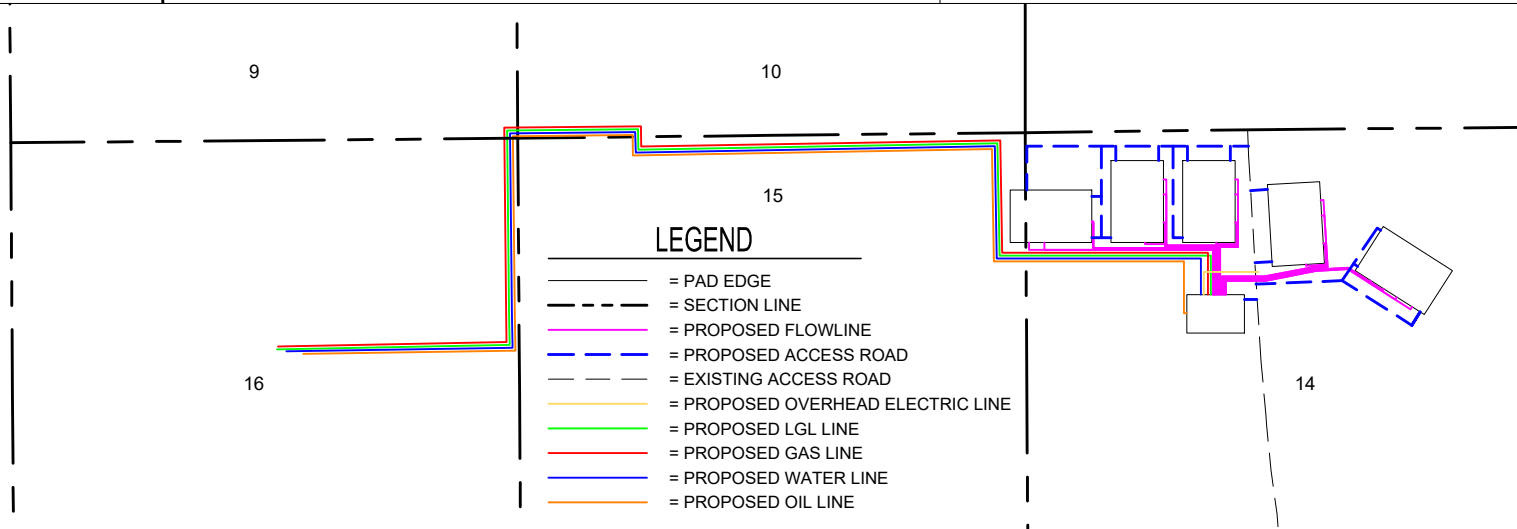 9
10
15
LEGEND
= PAD EDGE
= SECTION LINE
= PROPOSED FLOWLINE
= PROPOSED ACCESS ROAD
= EXISTING ACCESS ROAD
= PROPOSED OVERHEAD ELECTRIC LINE
= PROPOSED LGL LINE
= PROPOSED GAS LINE
= PROPOSED WATER LINE
= PROPOSED OIL LINE
16
14